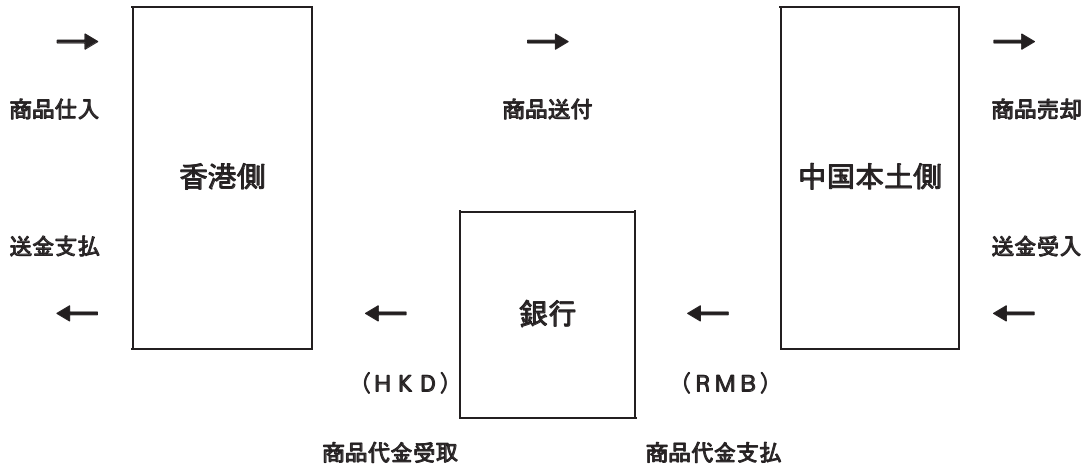 商品仕入
商品送付
商品売却
香港側
中国本土側
送金支払
送金受入
銀行
（ＨＫＤ）
（ＲＭＢ）
商品代金受取
商品代金支払